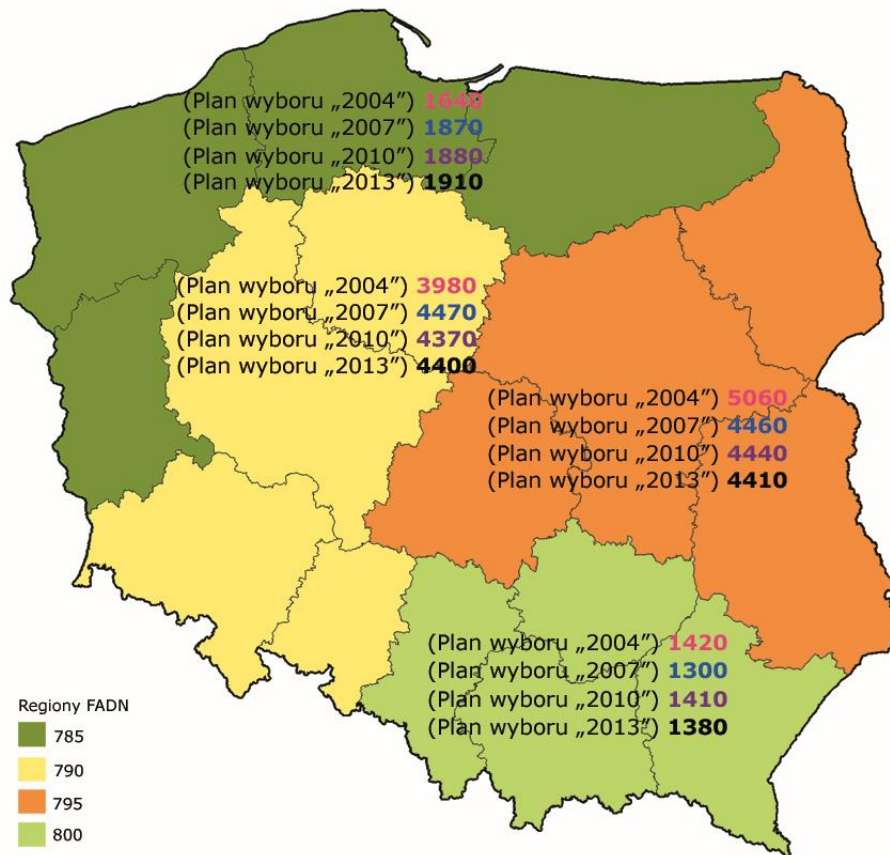 (Plan wyboru „2004”) 1640
(Plan wyboru „2007”) 1870
(Plan wyboru „2010”) 1880
(Plan wyboru „2013”) 1910
(Plan wyboru „2004”) 3980
(Plan wyboru „2007”) 4470
(Plan wyboru „2010”) 4370
(Plan wyboru „2013”) 4400
(Plan wyboru „2004”) 5060
(Plan wyboru „2007”) 4460
(Plan wyboru „2010”) 4440
(Plan wyboru „2013”) 4410
(Plan wyboru „2004”) 1420
(Plan wyboru „2007”) 1300
(Plan wyboru „2010”) 1410
(Plan wyboru „2013”) 1380
Regiony FADN
785
790
795
800